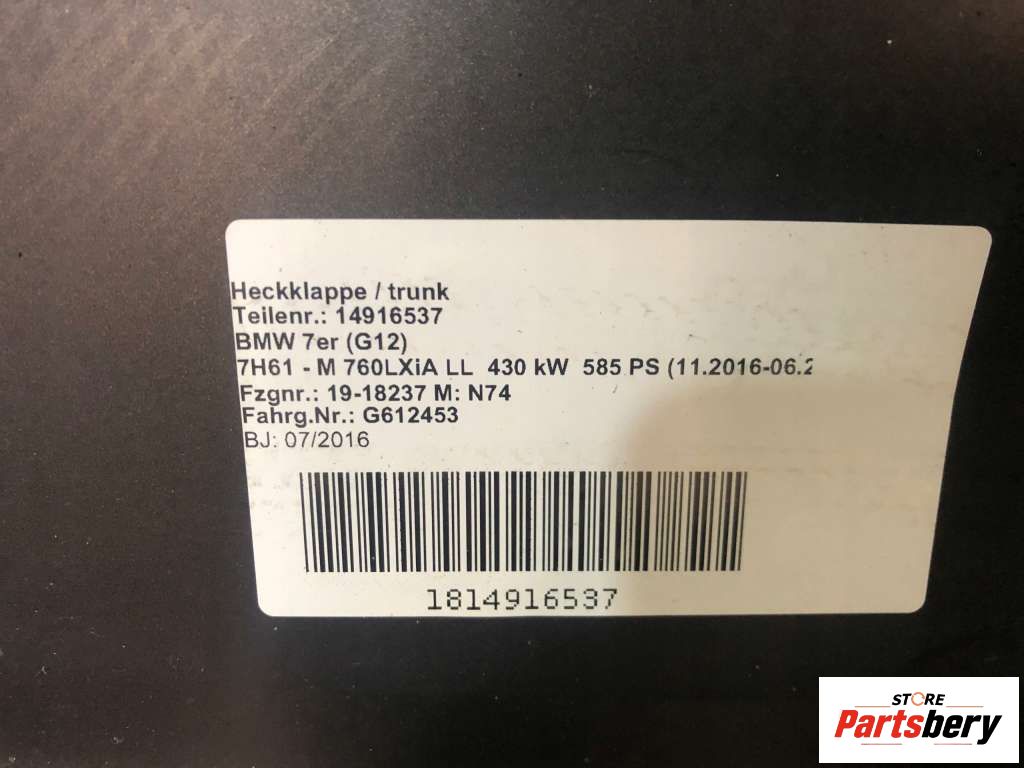 Heckklappe / trunk
Teilenr.: 14916537
BMW 7er (G12)
7H61 - M 760LXiA LL 430 kW 585 PS (11.2016-06.2
Fzgnr.: 19-18237 M: N74
Fahrg.Nr.: G612453
BJ: 07/2016
1814916537
STORE
Partsbery